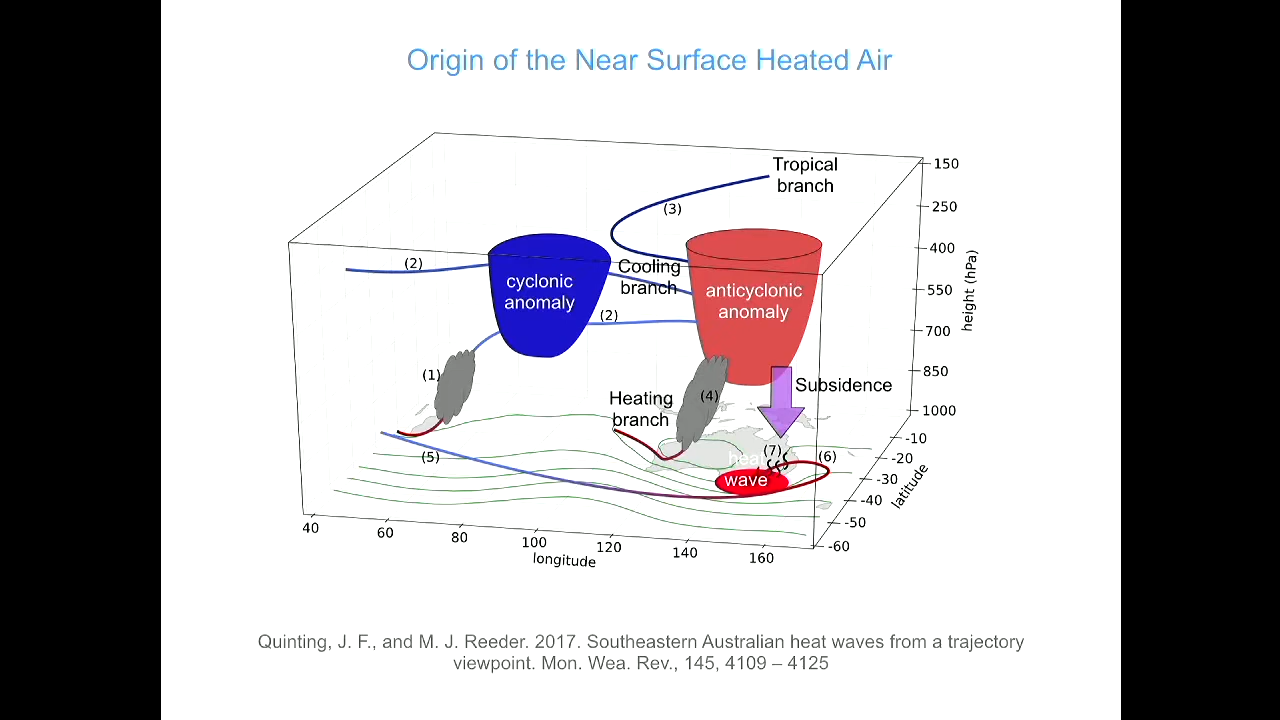 Origin of the Near Surface Heated Air
Tropical
branch
150
(3)
250
400
(2)
Cooling
branch
cyclonic
anomaly
anticyclonic
anomaly
550
height (hPa)
(2)
700
(1)
850
Subsidence
Heating
branch
(4)
1000
-10
(5)
heat
wave
(7)
(6)
-20
-30
latitude
-40
-50
-60
40
60
80
100
120
140
160
longitude
Quinting, J. F., and M. J. Reeder. 2017. Southeastern Australian heat waves from a trajectory
viewpoint. Mon. Wea. Rev., 145, 4109 – 4125